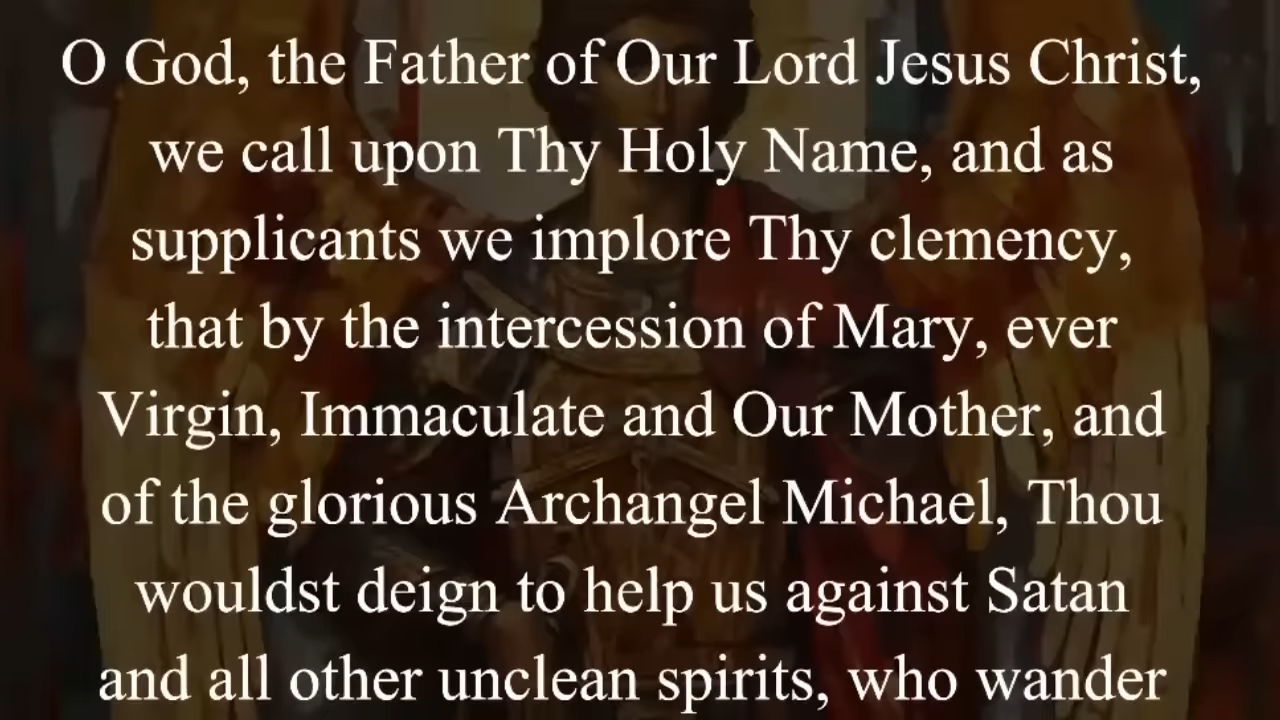 O God, the Father of Our Lord Jesus Christ,
we call upon Thy Holy Name, and as
supplicants we implore Thy clemency,
that by the intercession of Mary, ever
Virgin, Immaculate and Our Mother, and
of the glorious Archangel Michael, Thou
wouldst deign to help us against Satan
and all other unclean spirits, who wander